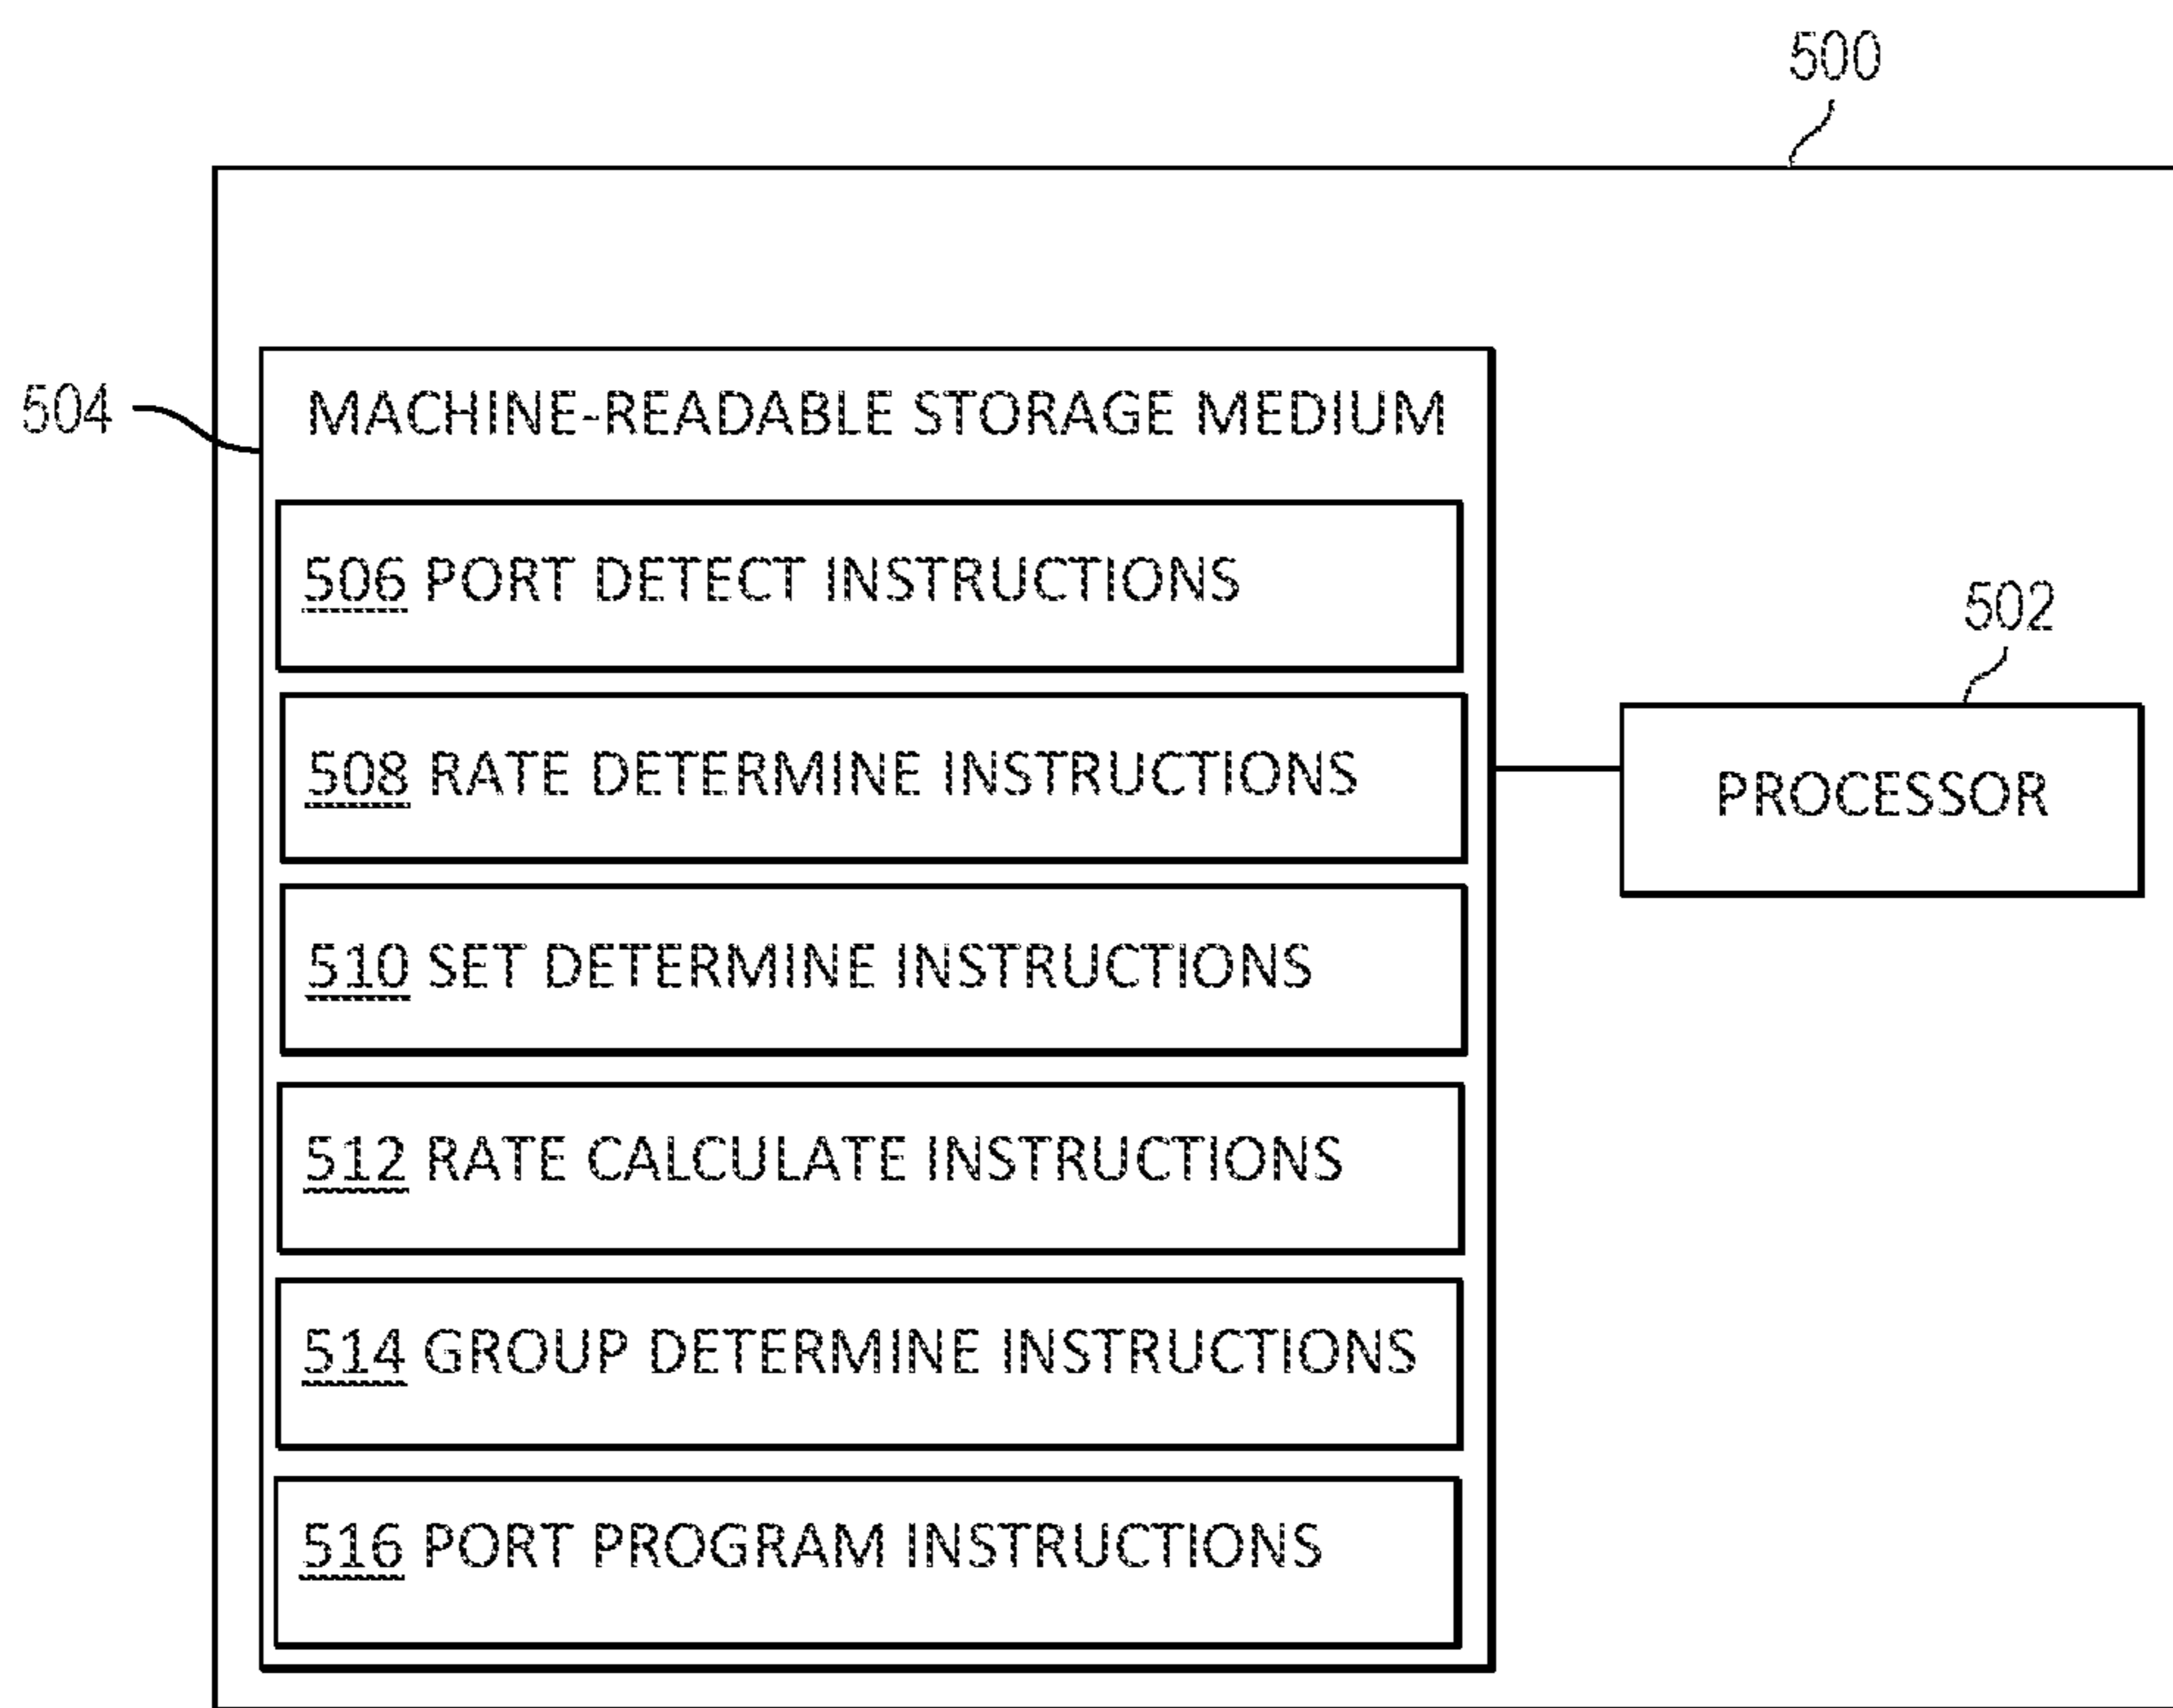 500
504
MACHINE-READABLE STORAGE MEDIUM
506 PORT DETECT INSTRUCTIONS
502
508 RATE DETERMINE INSTRUCTIONS
PROCESSOR
510 SET DETERMINE INSTRUCTIONS
512 RATE CALCULATE INSTRUCTIONS
514 GROUP DETERMINE INSTRUCTIONS
516 PORT PROGRAM INSTRUCTIONS